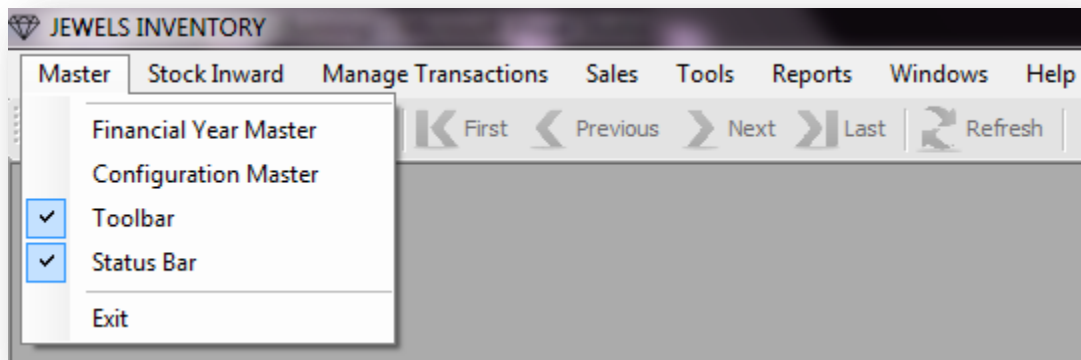 JEWELS INVENTORY
Master Stock Inward Manage Transactions Sales Tools Reports Windows Help
First Previous Next Last Refresh
Financial Year Master
Configuration Master
Toolbar
Status Bar
Exit